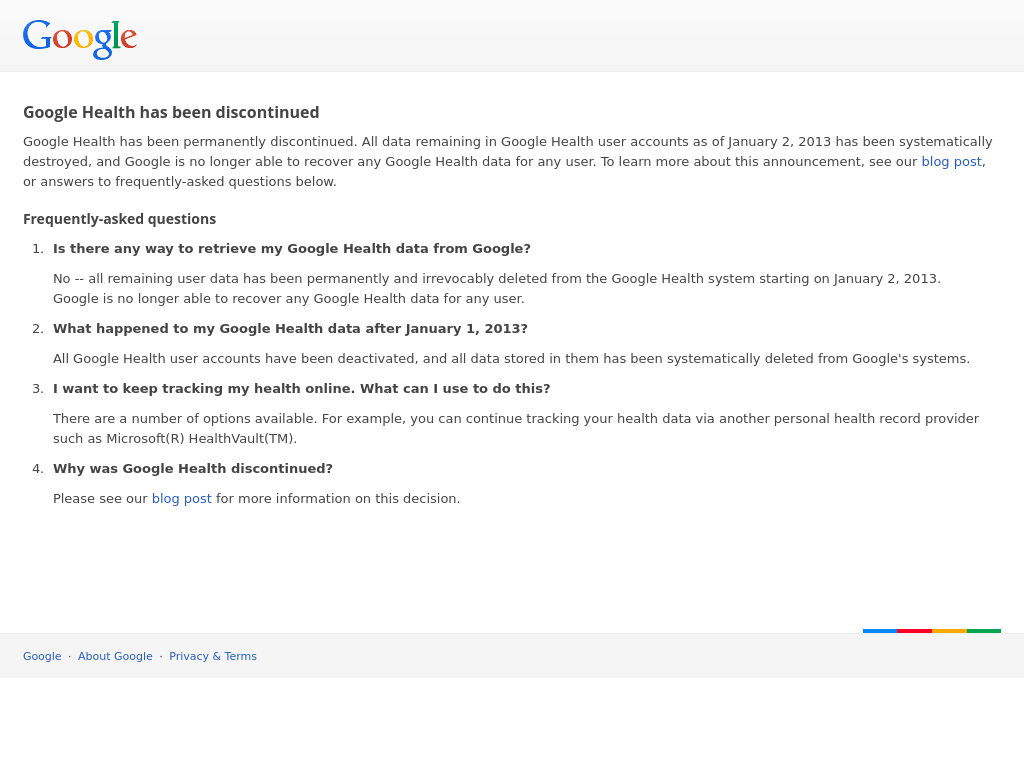 Google
Google Health has been discontinued
Google Health has been permanently discontinued. All data remaining in Google Health user accounts as of January 2, 2013 has been systematically
destroyed, and Google is no longer able to recover any Google Health data for any user. To learn more about this announcement, see our blog post,
or answers to frequently-asked questions below.
Frequently-asked questions
1. Is there any way to retrieve my Google Health data from Google?
No -- all remaining user data has been permanently and irrevocably deleted from the Google Health system starting on January 2, 2013.
Google is no longer able to recover any Google Health data for any user.
2. What happened to my Google Health data after January 1, 2013?
All Google Health user accounts have been deactivated, and all data stored in them has been systematically deleted from Google's systems.
3. I want to keep tracking my health online. What can I use to do this?
There are a number of options available. For example, you can continue tracking your health data via another personal health record provider
such as Microsoft(R) HealthVault(TM).
4. Why was Google Health discontinued?
Please see our blog post for more information on this decision.
Google · About Google · Privacy & Terms